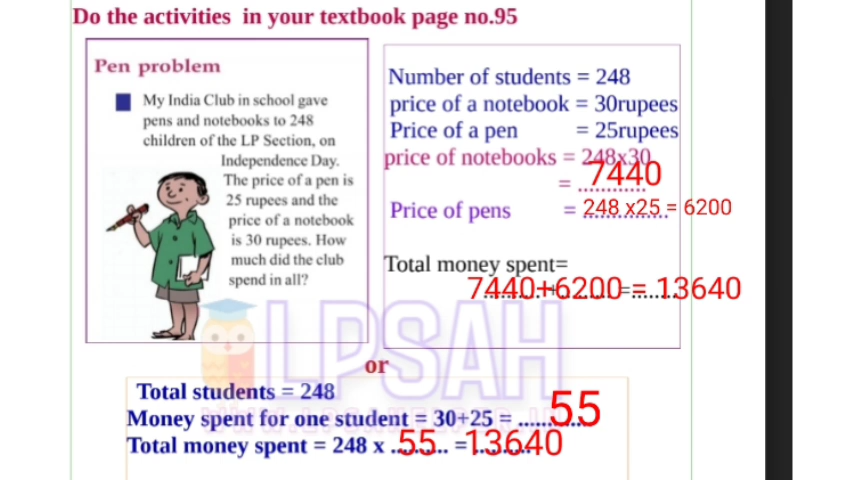 Do the activities in your textbook page no.95
Pen problem
My India Club in school gave
pens and notebooks to 248
children of the LP Section, on
Independence Day.
The price of a pen is
25 rupees and the
price of a notebook
is 30 rupees. How
much did the club
spend in all?
Number of students = 248
price of a notebook = 30rupees
Price of a pen = 25rupees
price of notebooks = 248x30
= 7440
Price of pens = 248 x25 = 6200
Total money spent=
7440+6200 = 13640
LPSAH
or
Total students = 248
Money spent for one student = 30+25 = 55
Total money spent = 248 x 55 = 13640